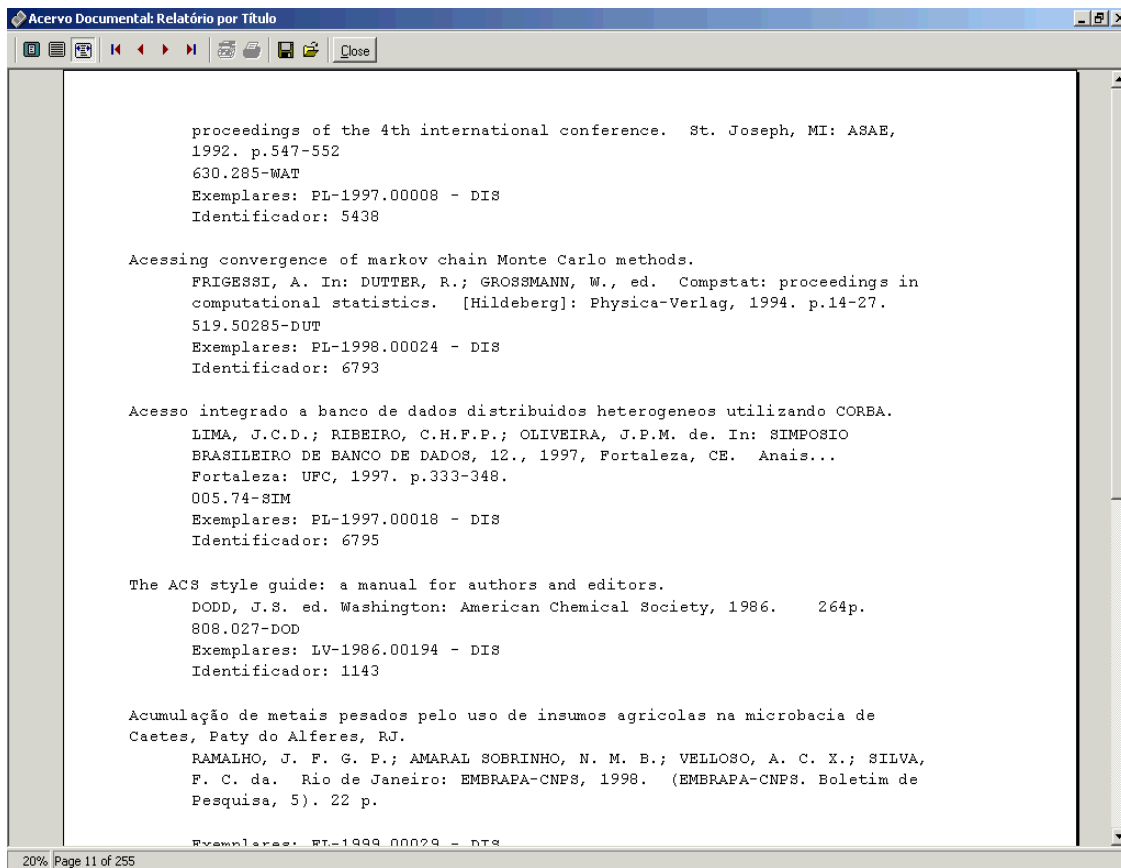 Acervo Documental: Relatório por Título
Close
proceedings of the 4th international conference. St. Joseph, MI: ASAE,
1992. p.547-552
630.285-WAT
Exemplares: PL-1997.00008 - DIS
Identificador: 5438
Acessing convergence of markov chain Monte Carlo methods.
FRIGESSI, A. In: DUTTER, R.; GROSSMANN, W., ed. Compstat: proceedings in
computational statistics. [Hildeberg]: Physica-Verlag, 1994. p.14-27.
519.50285-DUT
Exemplares: PL-1998.00024 - DIS
Identificador: 6793
Acesso integrado a banco de dados distribuidos heterogeneos utilizando CORBA.
LIMA, J.C.D.; RIBEIRO, C.H.F.P.; OLIVEIRA, J.P.M. de. In: SIMPOSIO
BRASILEIRO DE BANCO DE DADOS, 12., 1997, Fortaleza, CE. Anais...
Fortaleza: UFC, 1997. p.333-348.
005.74-SIM
Exemplares: PL-1997.00018 - DIS
Identificador: 6795
The ACS style guide: a manual for authors and editors.
DODD, J.S. ed. Washington: American Chemical Society, 1986. 264p.
808.027-DOD
Exemplares: LV-1986.00194 - DIS
Identificador: 1143
Acumulação de metais pesados pelo uso de insumos agricolas na microbacia de
Caetes, Paty do Alferes, RJ.
RAMALHO, J. F. G. P.; AMARAL SOBRINHO, N. M. B.; VELLOSO, A. C. X.; SILVA,
F. C. da. Rio de Janeiro: EMBRAPA-CNPS, 1998. (EMBRAPA-CNPS. Boletim de
Pesquisa, 5). 22 p.
Exemplares: FL-1999.00029 - DIS
20% Page 11 of 255